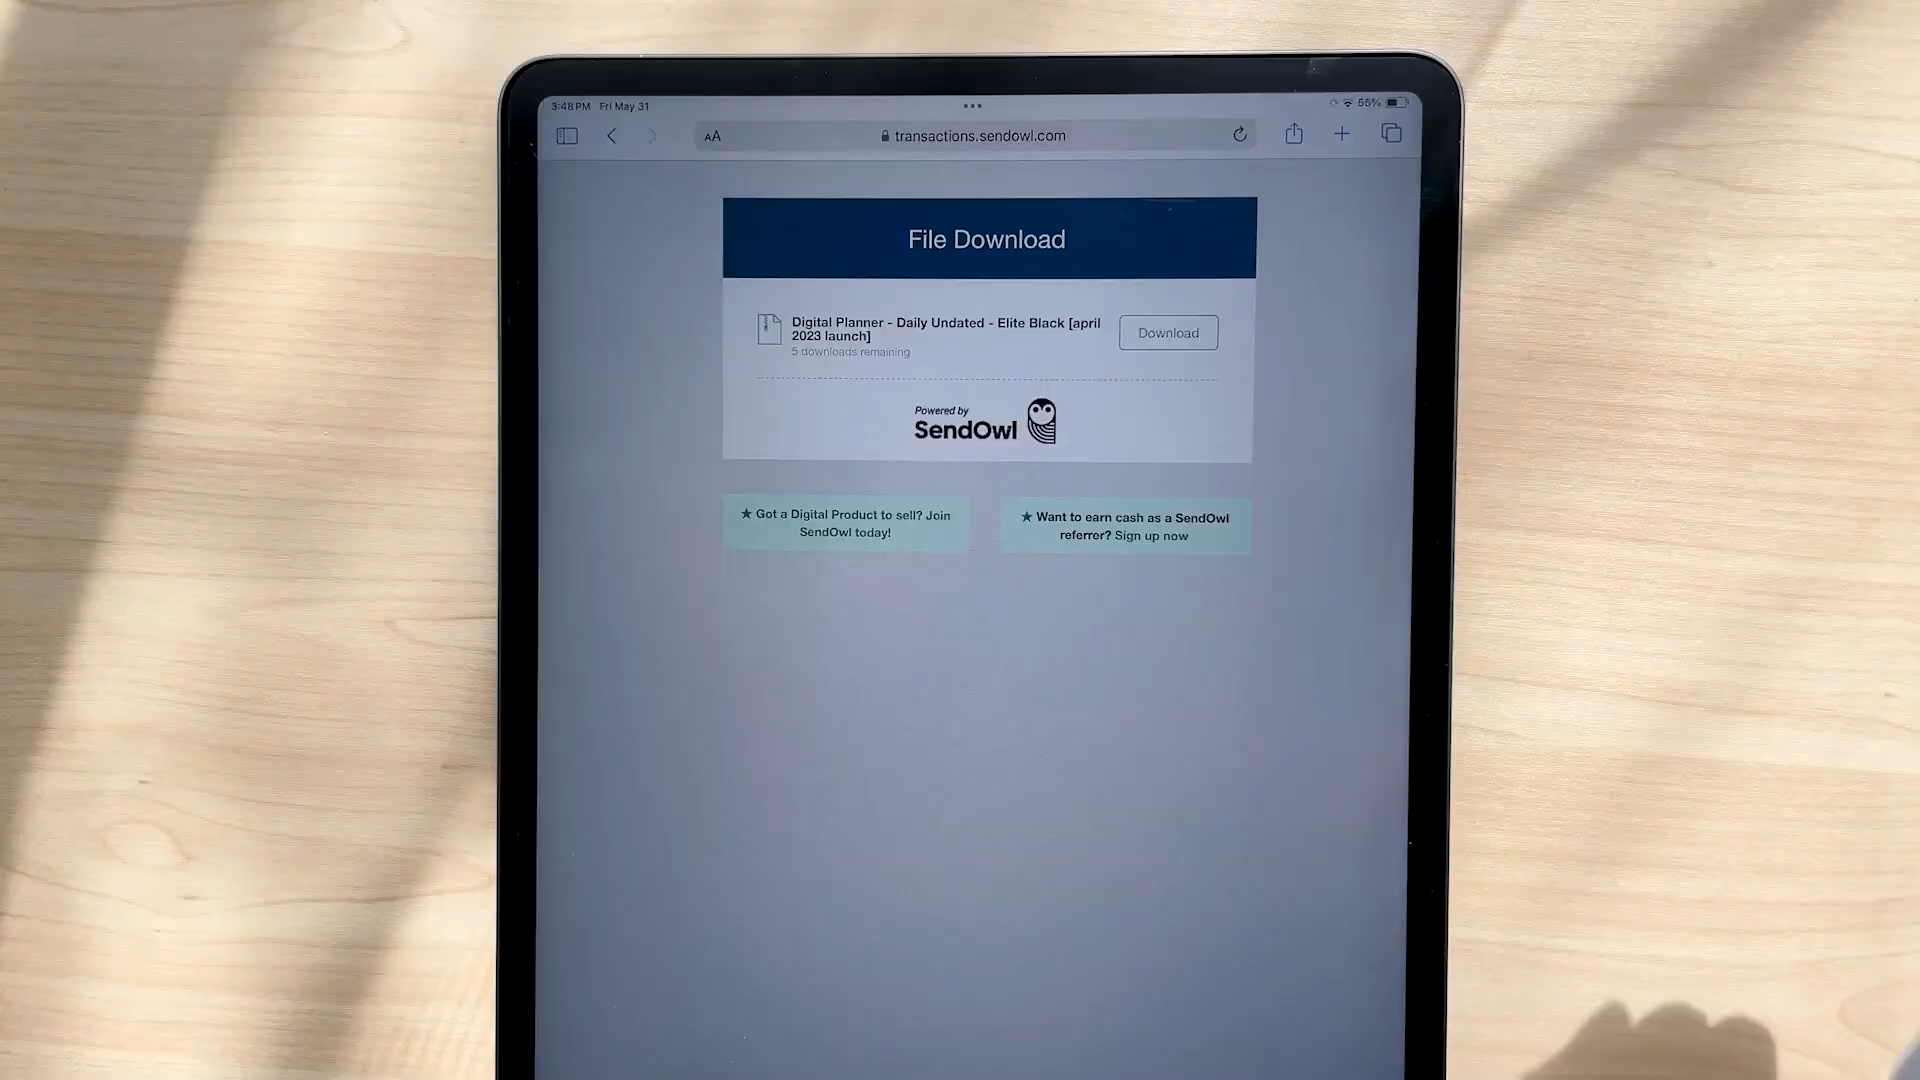 3:48 PM Fri May 31
55%
AA
transactions.sendowl.com
File Download
Digital Planner - Daily Undated - Elite Black [april
2023 launch]
5 downloads remaining
Download
Powered by
SendOwl
★ Got a Digital Product to sell? Join
SendOwl today!
★ Want to earn cash as a SendOwl
referrer? Sign up now